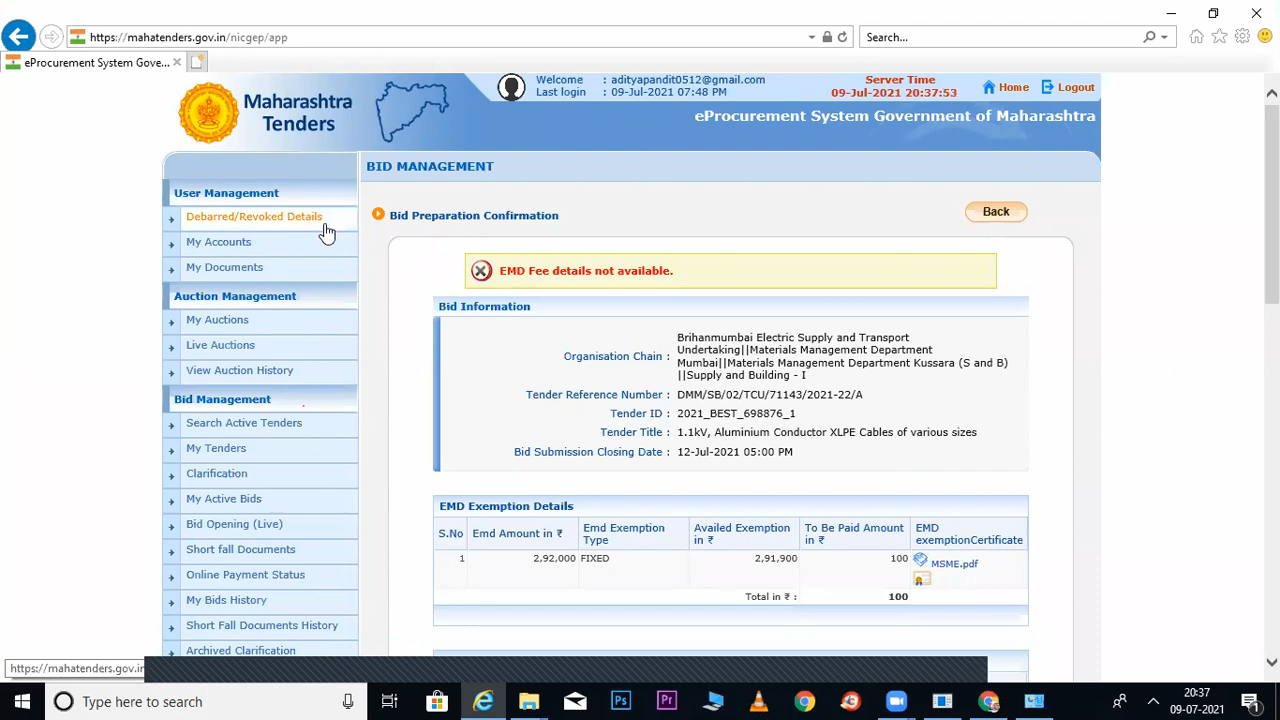 https://mahatenders.gov.in/nicgep/app
Search...
eProcurement System Gove...
Maharashtra
Tenders
Welcome : adityapandit0512@gmail.com
Last login : 09-Jul-2021 07:48 PM
Server Time
09-Jul-2021 20:37:53
Home
Logout
eProcurement System Government of Maharashtra
User Management
Debarred/Revoked Details
My Accounts
My Documents
Auction Management
My Auctions
Live Auctions
View Auction History
Bid Management
Search Active Tenders
My Tenders
Clarification
My Active Bids
Bid Opening (Live)
Short fall Documents
Online Payment Status
My Bids History
Short Fall Documents History
Archived Clarification
https://mahatenders.gov.in
BID MANAGEMENT
Bid Preparation Confirmation
Back
EMD Fee details not available.
Bid Information
Organisation Chain : Brihanmumbai Electric Supply and Transport
Undertaking||Materials Management Department
Mumbai||Materials Management Department Kussara (S and B)
||Supply and Building - I
Tender Reference Number : DMM/SB/02/TCU/71143/2021-22/A
Tender ID : 2021_BEST_698876_1
Tender Title : 1.1kV, Aluminium Conductor XLPE Cables of various sizes
Bid Submission Closing Date : 12-Jul-2021 05:00 PM
EMD Exemption Details
S.No Emd Amount in ₹ Emd Exemption Type Availed Exemption in ₹ To Be Paid Amount in ₹ EMD exemptionCertificate
1 2,92,000 FIXED 2,91,900 100 MSME.pdf
Total in ₹ : 100
Type here to search
Ps
Pr
20:37
09-07-2021
1